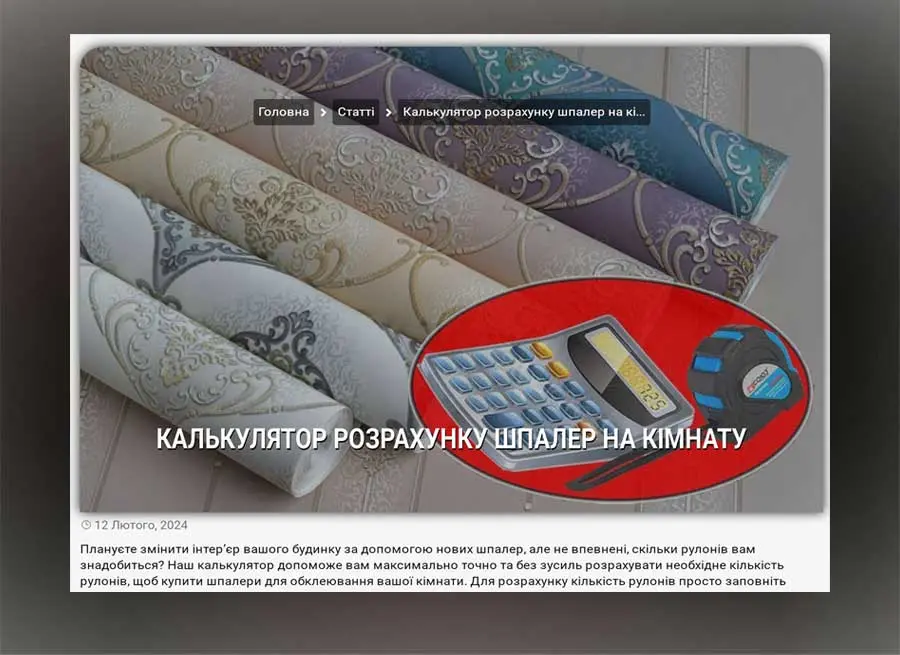 Головна
Статті
Калькулятор розрахунку шпалер на кі...
КАЛЬКУЛЯТОР РОЗРАХУНКУ ШПАЛЕР НА КІМНАТУ
12 Лютого, 2024
Плануєте змінити інтер’єр вашого будинку за допомогою нових шпалер, але не впевнені, скільки рулонів вам
знадобиться? Наш калькулятор допоможе вам максимально точно та без зусиль розрахувати необхідне кількість
рулонів, щоб купити шпалери для обклеювання вашої кімнати. Для розрахунку кількість рулонів просто заповніть